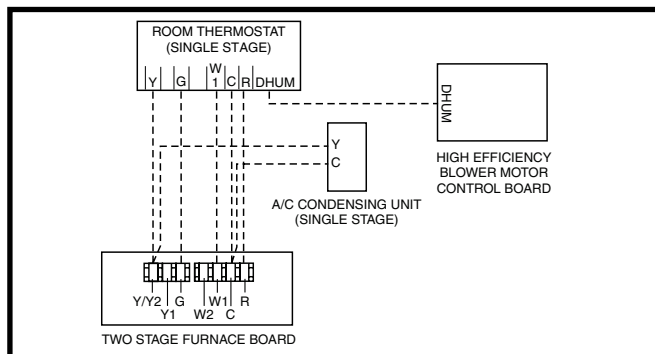 ROOM THERMOSTAT
(SINGLE STAGE)
Y G W1 C R DHUM
DHUM
HIGH EFFICIENCY
BLOWER MOTOR
CONTROL BOARD
Y
C
A/C CONDENSING UNIT
(SINGLE STAGE)
Y/Y2 G W1 R
Y1 W2 C
TWO STAGE FURNACE BOARD